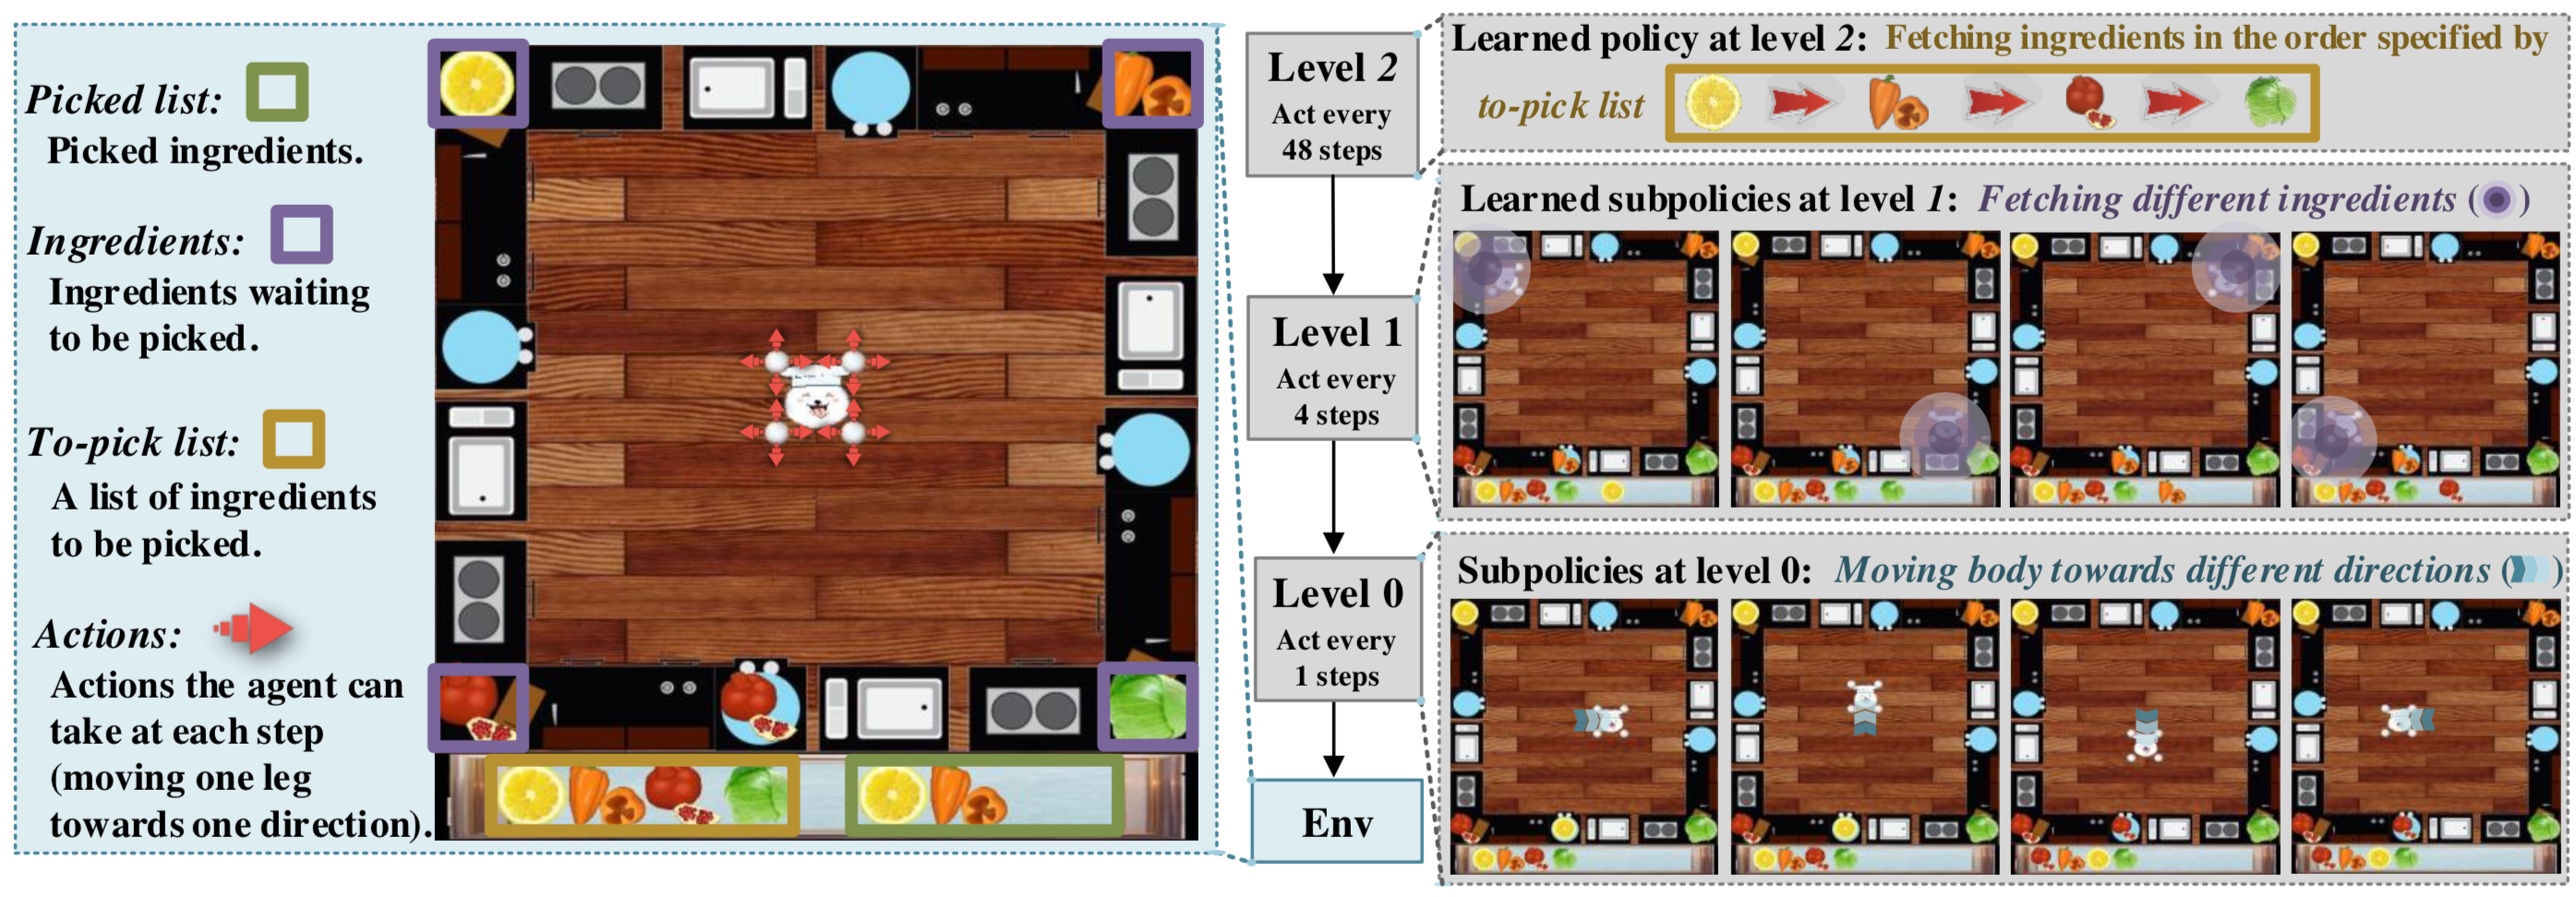 Picked list:
Picked ingredients.
Ingredients:
Ingredients waiting
to be picked.
To-pick list:
A list of ingredients
to be picked.
Actions:
Actions the agent can
take at each step
(moving one leg
towards one direction).
Level 2
Act every
48 steps
Level 1
Act every
4 steps
Level 0
Act every
1 steps
Env
Learned policy at level 2: Fetching ingredients in the order specified by
to-pick list
Learned subpolicies at level 1: Fetching different ingredients ( )
Subpolicies at level 0: Moving body towards different directions ( )